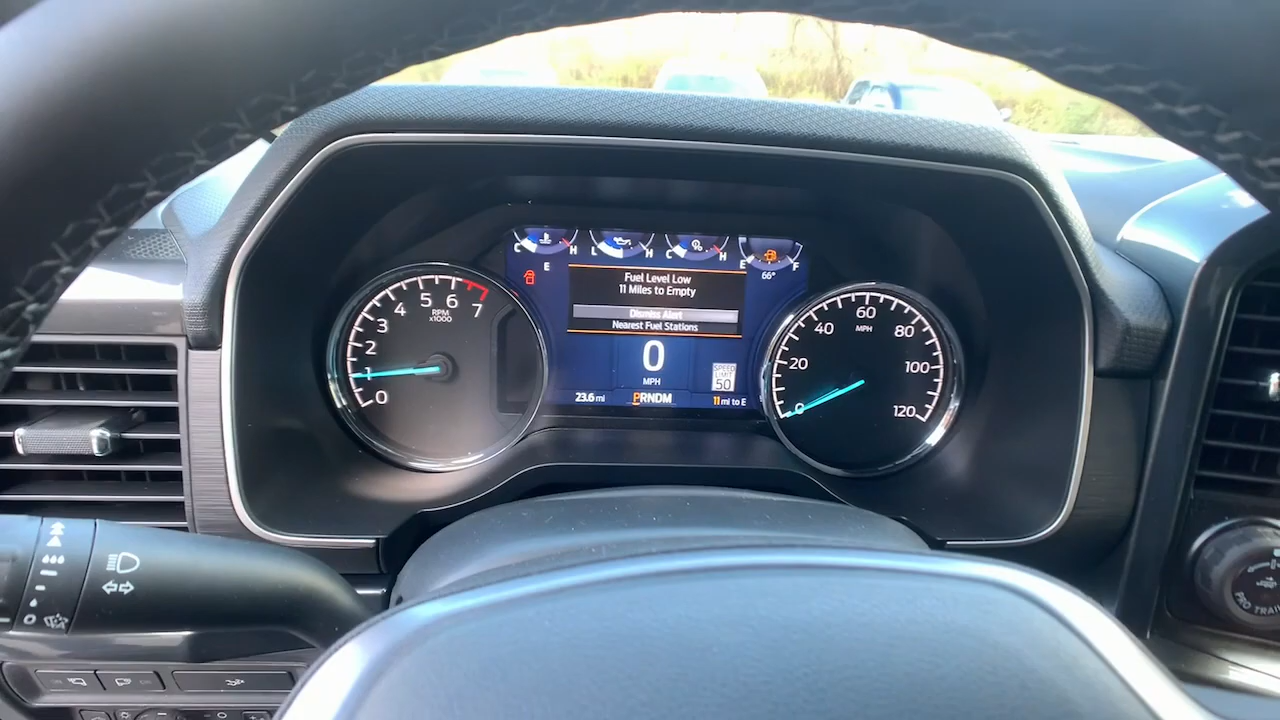 C H L H C H E F
E
66°
Fuel Level Low
11 Miles to Empty
Dismiss Alert
Nearest Fuel Stations
0
MPH
SPEED
LIMIT
50
23.6 mi
PRNDM
11 mi to E
0 1 2 3 4 5 6 7
RPM
x1000
0 20 40 60 80 100 120
MPH
PRO TRAI